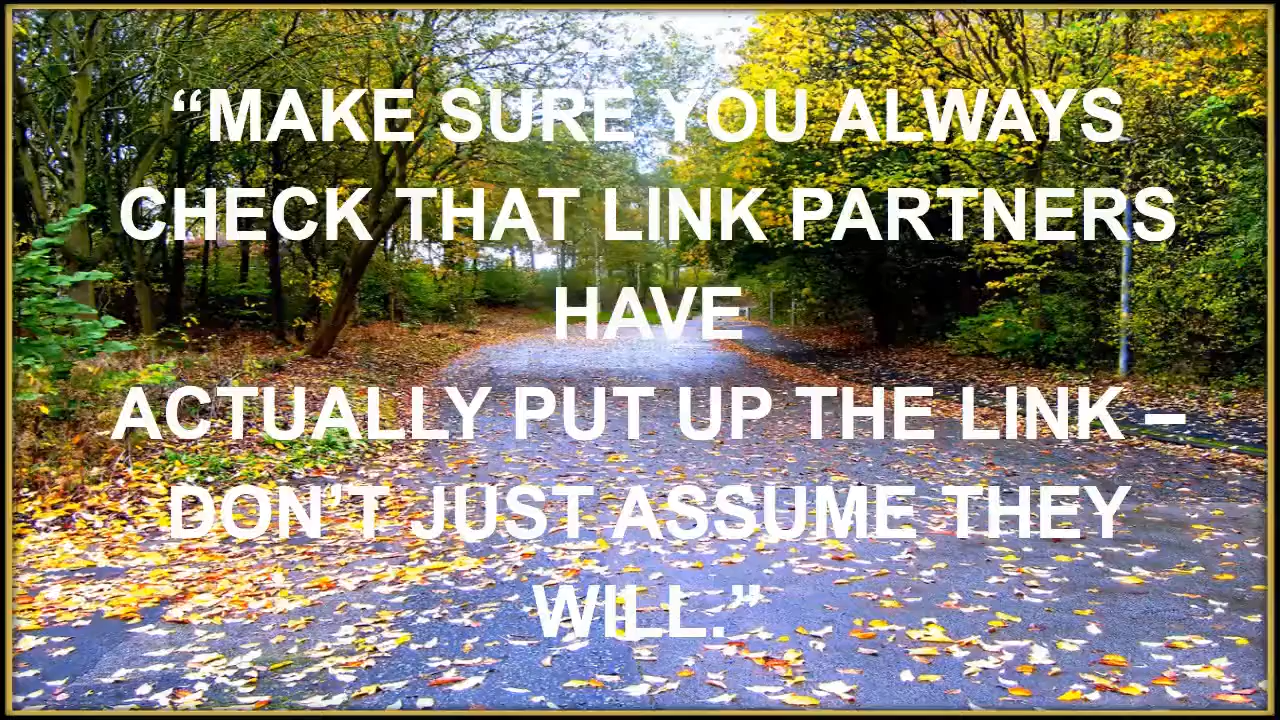 “MAKE SURE YOU ALWAYS
CHECK THAT LINK PARTNERS
HAVE
ACTUALLY PUT UP THE LINK –
DON’T JUST ASSUME THEY
WILL.”